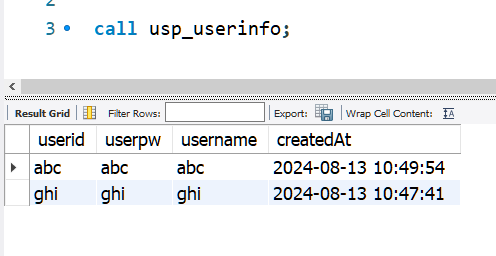 3 call usp_userinfo;
Result Grid Filter Rows: Export: Wrap Cell Content:
userid userpw username createdAt
abc abc abc 2024-08-13 10:49:54
ghi ghi ghi 2024-08-13 10:47:41